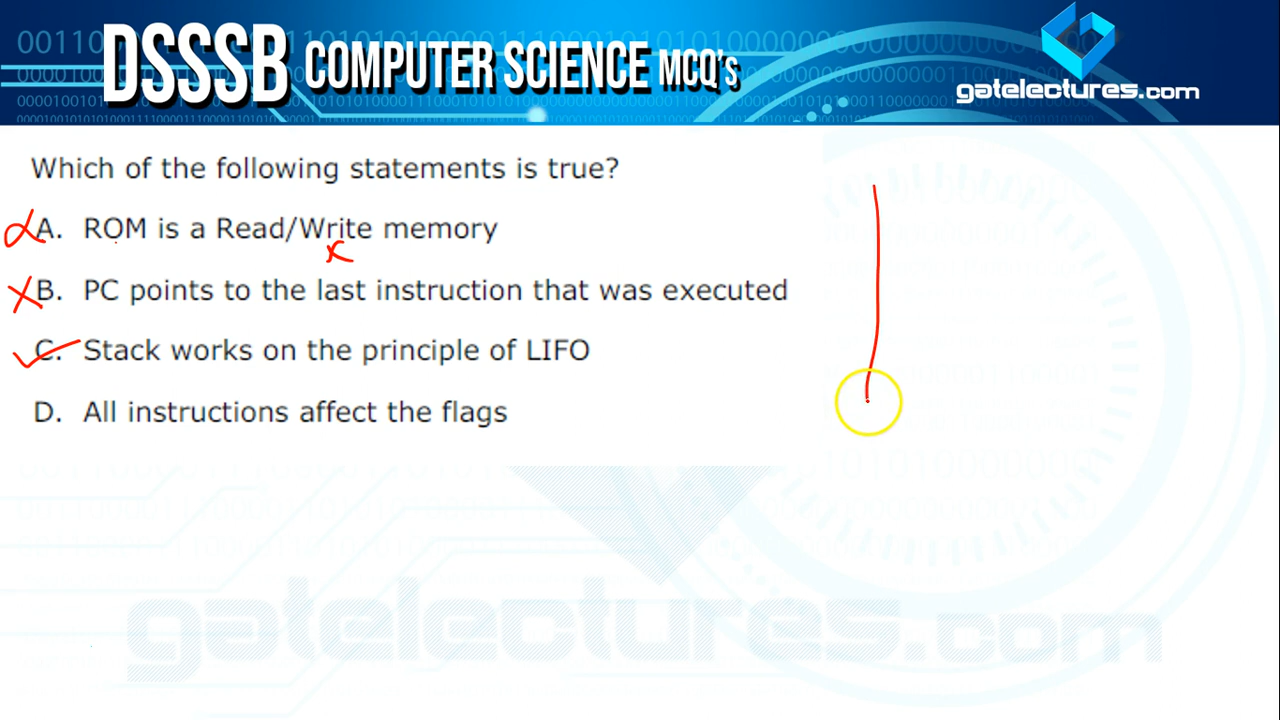 DSSSB COMPUTER SCIENCE MCQ's
gatelectures.com
Which of the following statements is true?
A. ROM is a Read/Write memory
B. PC points to the last instruction that was executed
C. Stack works on the principle of LIFO
D. All instructions affect the flags
gatelectures.com